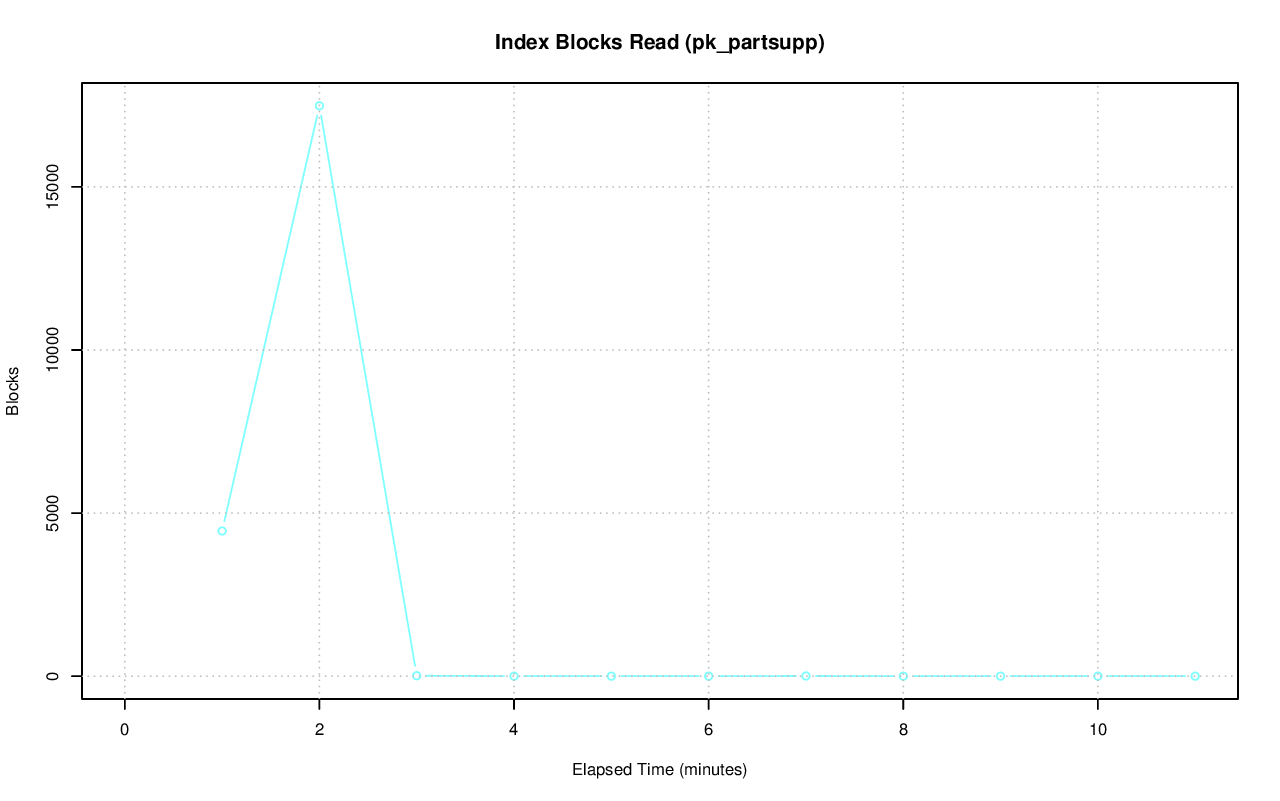 Index Blocks Read (pk_partsupp)
Blocks
15000
10000
5000
0
0 2 4 6 8 10
Elapsed Time (minutes)